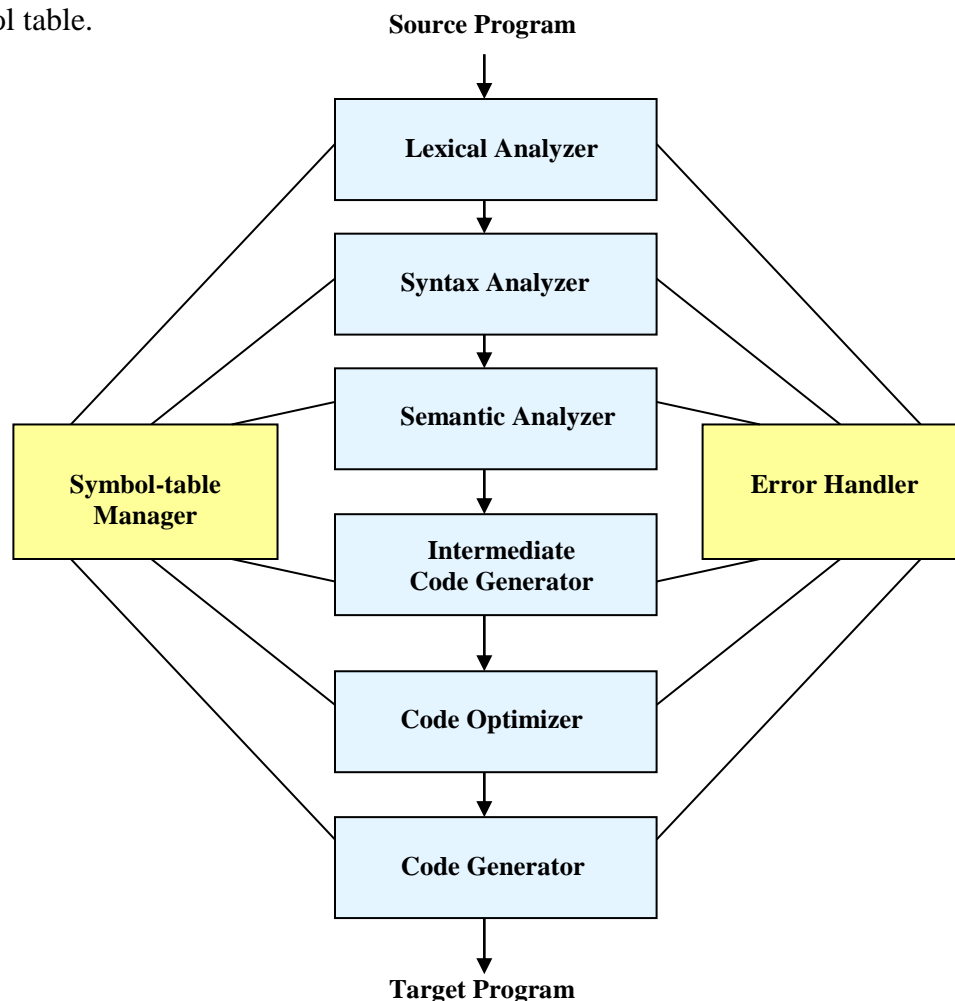 ol table.
Source Program
Lexical Analyzer
Syntax Analyzer
Semantic Analyzer
Symbol-table
Manager
Error Handler
Intermediate
Code Generator
Code Optimizer
Code Generator
Target Program